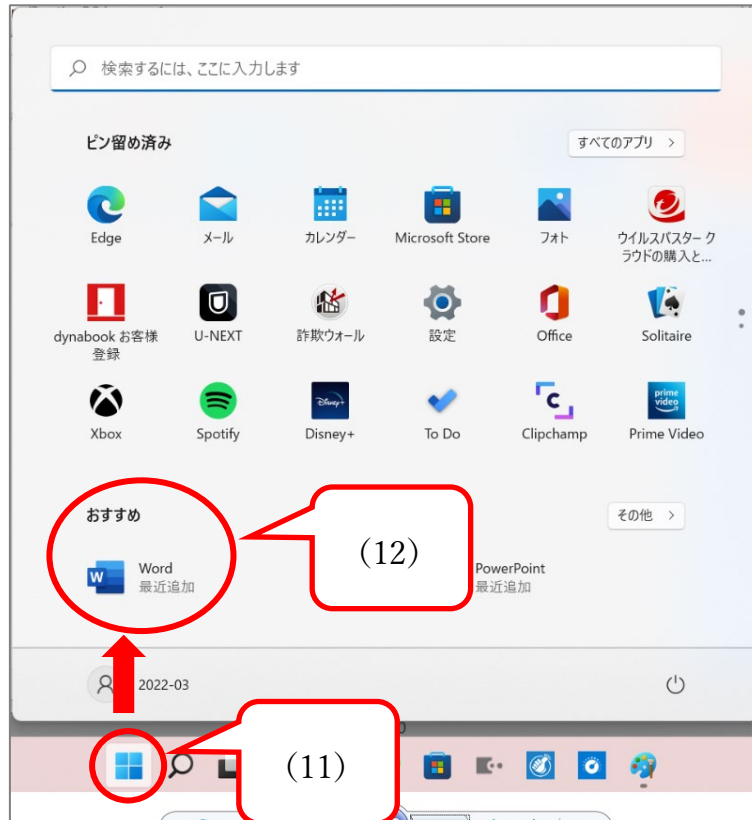 検索するには、ここに入力します
ピン留め済み
すべてのアプリ >
Edge
メール
カレンダー
Microsoft Store
フォト
ウイルスバスター ク
ラウドの購入と...
dynabook お客様
登録
U-NEXT
詐欺ウォール
設定
Office
Solitaire
Disney+
prime
video
Xbox
Spotify
Disney+
To Do
Clipchamp
Prime Video
おすすめ
その他 >
(12)
W
Word
最近追加
PowerPoint
最近追加
2022-03
(11)